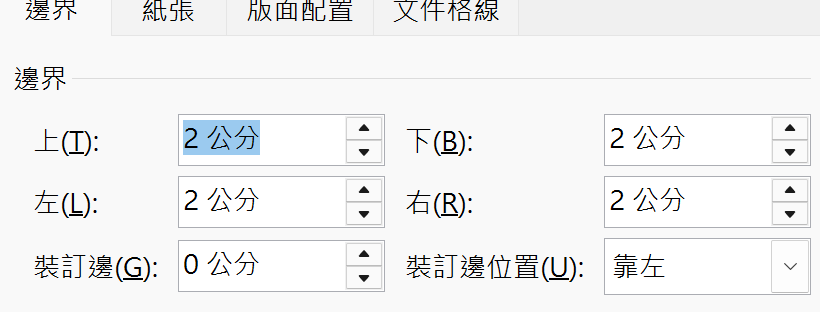 邊界 紙張 版面配置 文件格線
邊界
上(T): 2 公分 下(B): 2 公分
左(L): 2 公分 右(R): 2 公分
裝訂邊(G): 0 公分 裝訂邊位置(U): 靠左